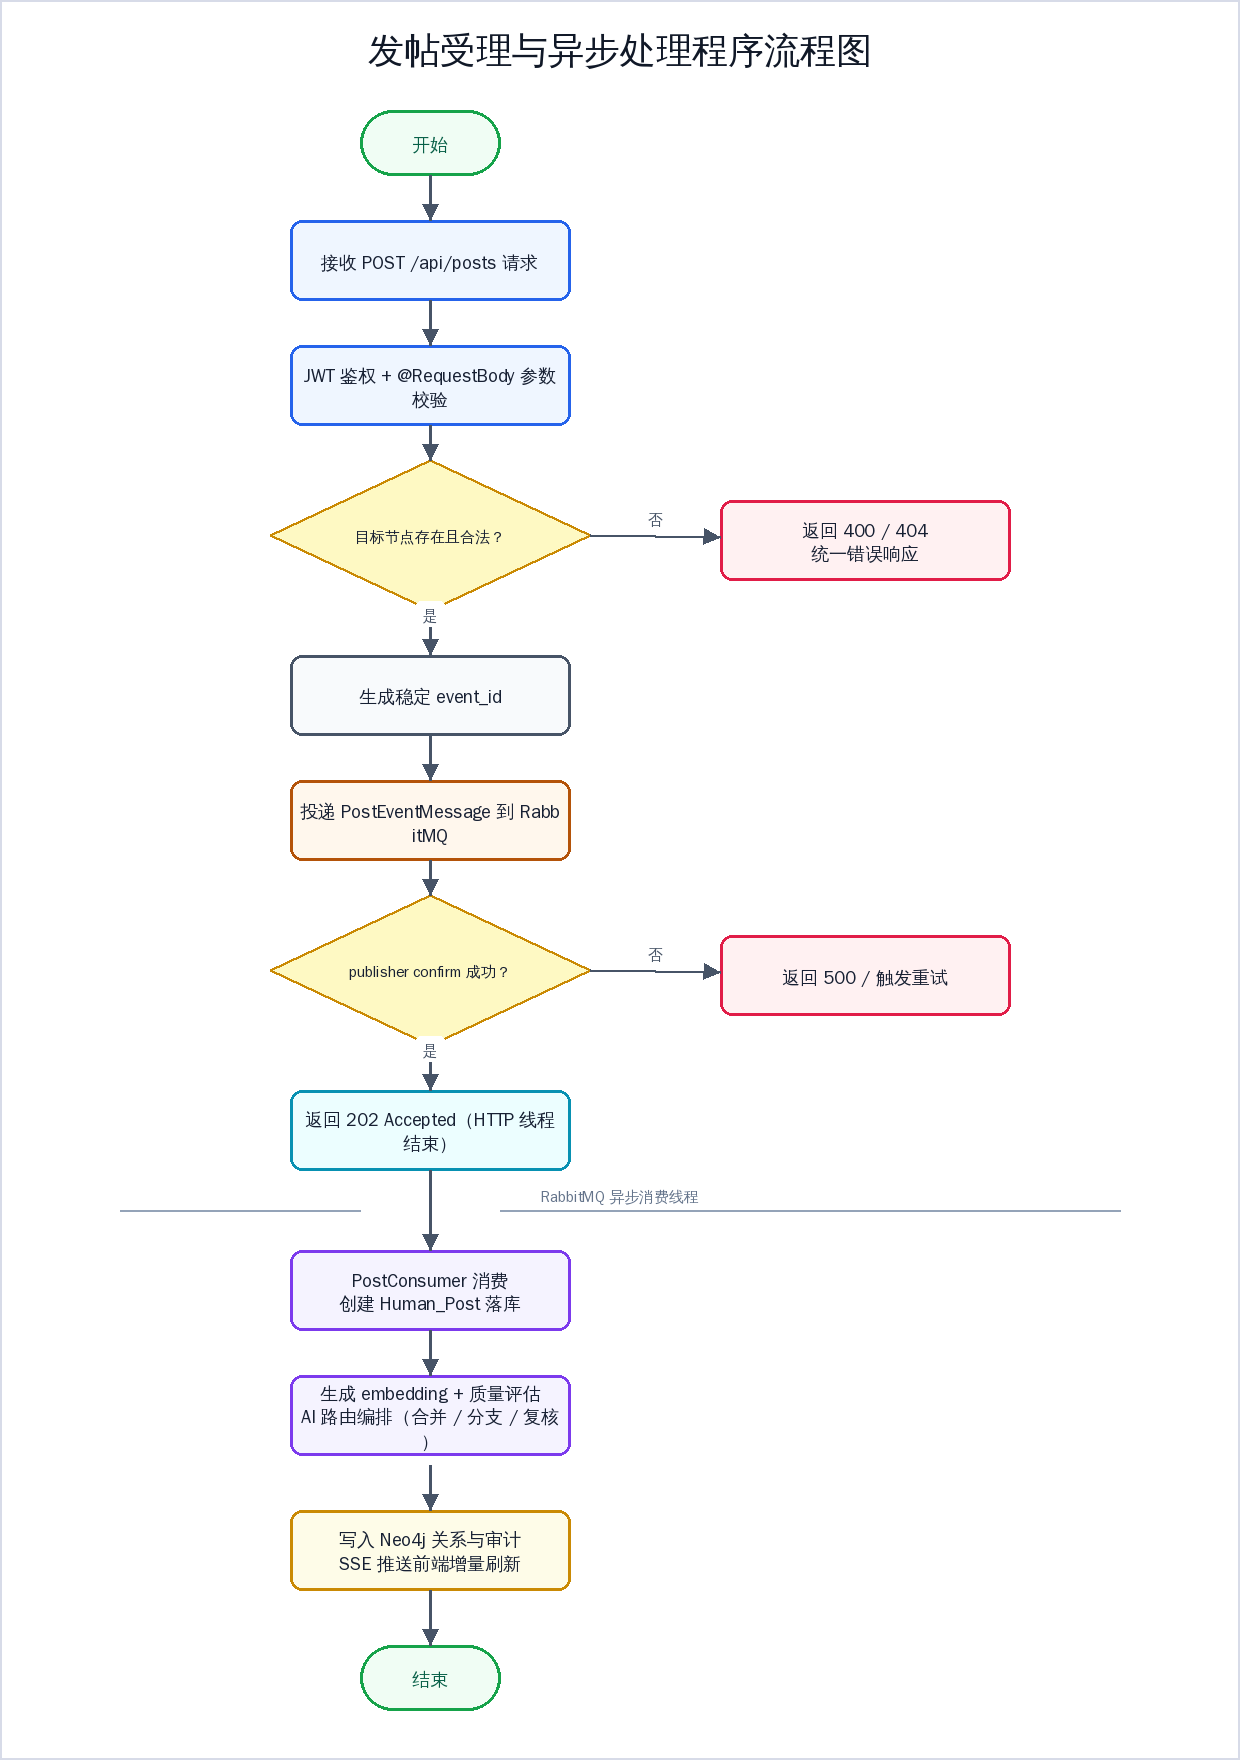 发帖受理与异步处理程序流程图
开始
接收 POST /api/posts 请求
JWT 鉴权 + @RequestBody 参数
校验
目标节点存在且合法？
否
返回 400 / 404
统一错误响应
是
生成稳定 event_id
投递 PostEventMessage 到 Rabb
itMQ
publisher confirm 成功？
否
返回 500 / 触发重试
是
返回 202 Accepted（HTTP 线程
结束）
RabbitMQ 异步消费线程
PostConsumer 消费
创建 Human_Post 落库
生成 embedding + 质量评估
AI 路由编排（合并 / 分支 / 复核
）
写入 Neo4j 关系与审计
SSE 推送前端增量刷新
结束